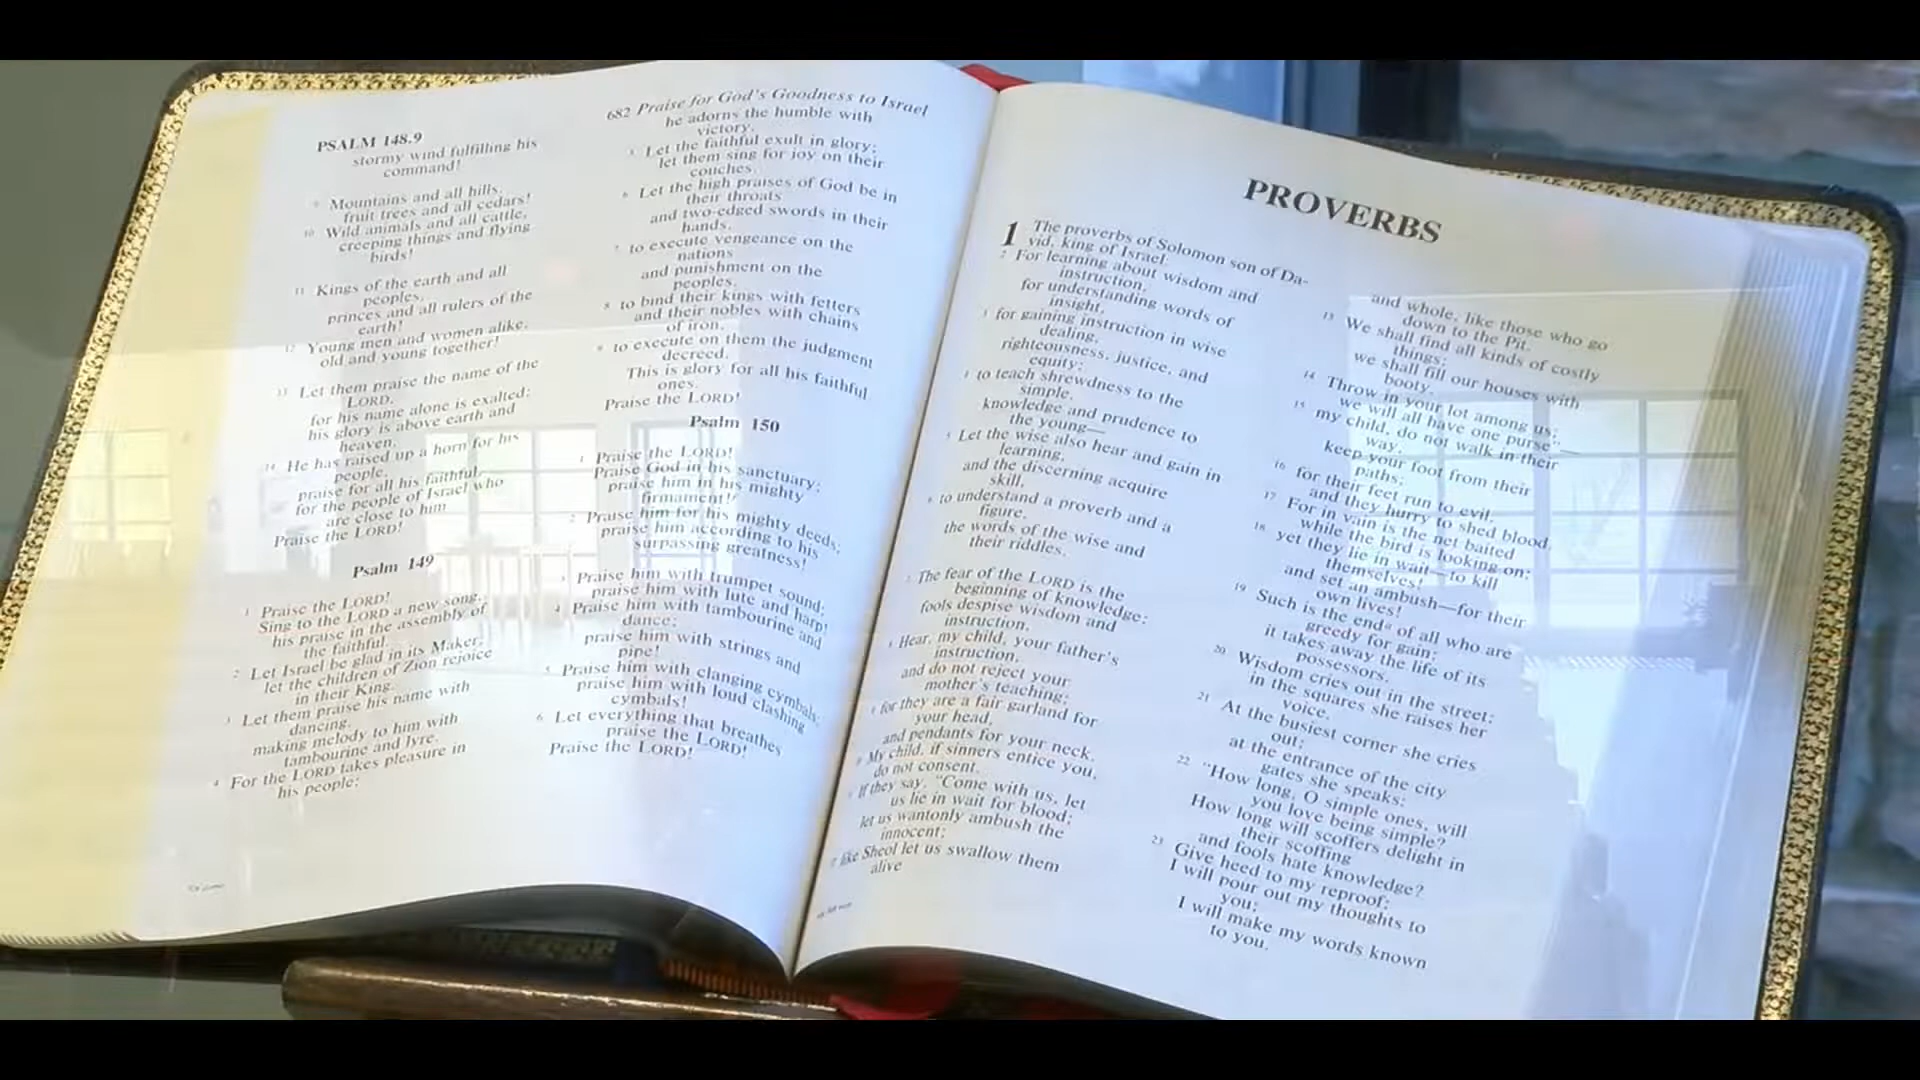 PSALM 148.9
stormy wind fulfilling his
command!
9 Mountains and all hills,
fruit trees and all cedars!
10 Wild animals and all cattle,
creeping things and flying
birds!
11 Kings of the earth and all
peoples,
princes and all rulers of the
earth!
12 Young men and women alike,
old and young together!
13 Let them praise the name of the
LORD,
for his name alone is exalted;
his glory is above earth and
heaven.
14 He has raised up a horn for his
people,
praise for all his faithful,
for the people of Israel who
are close to him.
Praise the LORD!
Psalm 149
1 Praise the LORD!
Sing to the LORD a new song,
his praise in the assembly of
the faithful.
2 Let Israel be glad in its Maker;
let the children of Zion rejoice
in their King.
3 Let them praise his name with
dancing,
making melody to him with
tambourine and lyre.
4 For the LORD takes pleasure in
his people;
682 Praise for God's Goodness to Israel
he adorns the humble with
victory.
5 Let the faithful exult in glory;
let them sing for joy on their
couches.
6 Let the high praises of God be in
their throats
and two-edged swords in their
hands,
7 to execute vengeance on the
nations
and punishment on the
peoples,
8 to bind their kings with fetters
and their nobles with chains
of iron,
9 to execute on them the judgment
decreed.
This is glory for all his faithful
ones.
Praise the LORD!
Psalm 150
1 Praise the LORD!
Praise God in his sanctuary;
praise him in his mighty
firmament!
2 Praise him for his mighty deeds;
praise him according to his
surpassing greatness!
3 Praise him with trumpet sound;
praise him with lute and harp!
4 Praise him with tambourine and
dance;
praise him with strings and
pipe!
5 Praise him with clanging cymbals;
praise him with loud clashing
cymbals!
6 Let everything that breathes
praise the LORD!
Praise the LORD!
PROVERBS
1 The proverbs of Solomon son of Da-
vid, king of Israel:
2 For learning about wisdom and
instruction,
for understanding words of
insight,
3 for gaining instruction in wise
dealing,
righteousness, justice, and
equity;
4 to teach shrewdness to the
simple,
knowledge and prudence to
the young—
5 Let the wise also hear and gain in
learning,
and the discerning acquire
skill,
6 to understand a proverb and a
figure,
the words of the wise and
their riddles.
7 The fear of the LORD is the
beginning of knowledge;
fools despise wisdom and
instruction.
8 Hear, my child, your father's
instruction,
and do not reject your
mother's teaching;
9 for they are a fair garland for
your head,
and pendants for your neck.
10 My child, if sinners entice you,
do not consent.
11 If they say, "Come with us, let
us lie in wait for blood;
let us wantonly ambush the
innocent;
12 like Sheol let us swallow them
alive
and whole, like those who go
down to the Pit.
13 We shall find all kinds of costly
things;
we shall fill our houses with
booty.
14 Throw in your lot among us;
we will all have one purse"—
15 my child, do not walk in their
way,
keep your foot from their
paths;
16 for their feet run to evil,
and they hurry to shed blood.
17 For in vain is the net baited
while the bird is looking on;
18 yet they lie in wait—to kill
themselves!
and set an ambush—for their
own lives!
19 Such is the end a of all who are
greedy for gain;
it takes away the life of its
possessors.
20 Wisdom cries out in the street;
in the squares she raises her
voice.
21 At the busiest corner she cries
out;
at the entrance of the city
gates she speaks:
22 "How long, O simple ones, will
you love being simple?
How long will scoffers delight in
their scoffing
and fools hate knowledge?
23 Give heed to my reproof;
I will pour out my thoughts to
you;
I will make my words known
to you.